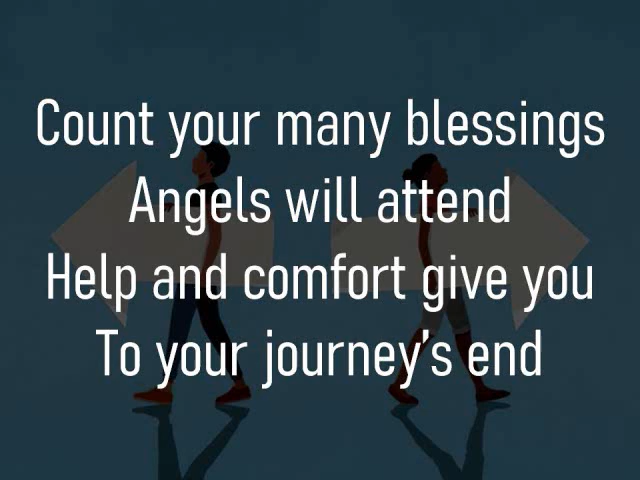 Count your many blessings
Angels will attend
Help and comfort give you
To your journey's end